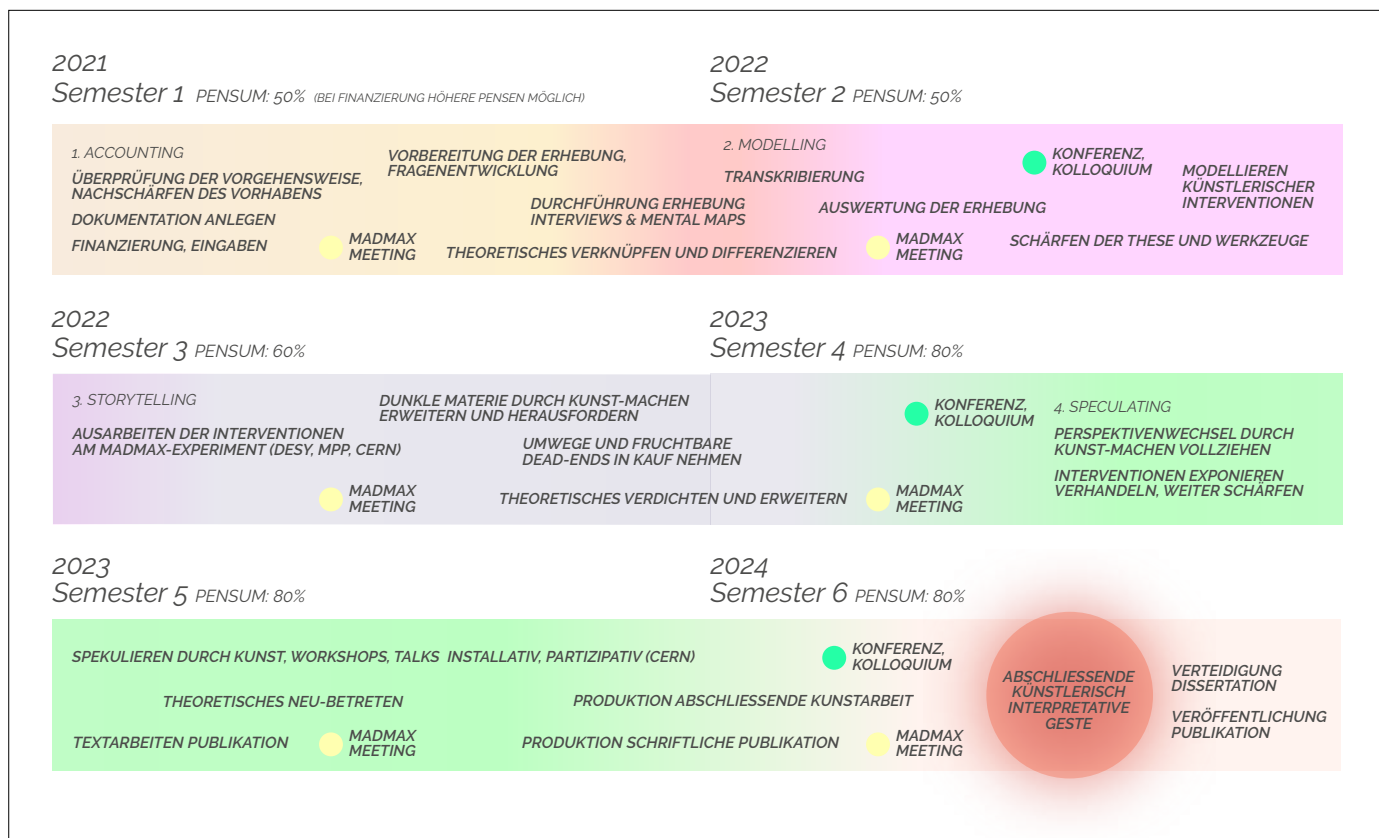 2021
Semester 1 PENSUM: 50% (BEI FINANZIERUNG HÖHERE PENSEN MÖGLICH)
1. ACCOUNTING
ÜBERPRÜFUNG DER VORGEHENSWEISE,
NACHSCHÄRFEN DES VORHABENS
DOKUMENTATION ANLEGEN
FINANZIERUNG, EINGABEN
MADMAX
MEETING
VORBEREITUNG DER ERHEBUNG,
FRAGENENTWICKLUNG
DURCHFÜHRUNG ERHEBUNG
INTERVIEWS & MENTAL MAPS
THEORETISCHES VERKNÜPFEN UND DIFFERENZIEREN
2022
Semester 2 PENSUM: 50%
2. MODELLING
TRANSKRIBIERUNG
AUSWERTUNG DER ERHEBUNG
MADMAX
MEETING
KONFERENZ,
KOLLOQUIUM
MODELLIEREN
KÜNSTLERISCHER
INTERVENTIONEN
SCHÄRFEN DER THESE UND WERKZEUGE
2022
Semester 3 PENSUM: 60%
3. STORYTELLING
AUSARBEITEN DER INTERVENTIONEN
AM MADMAX-EXPERIMENT (DESY, MPP, CERN)
MADMAX
MEETING
DUNKLE MATERIE DURCH KUNST-MACHEN
ERWEITERN UND HERAUSFORDERN
UMWEGE UND FRUCHTBARE
DEAD-ENDS IN KAUF NEHMEN
THEORETISCHES VERDICHTEN UND ERWEITERN
2023
Semester 4 PENSUM: 80%
KONFERENZ,
KOLLOQUIUM
MADMAX
MEETING
4. SPECULATING
PERSPEKTIVENWECHSEL DURCH
KUNST-MACHEN VOLLZIEHEN
INTERVENTIONEN EXPONIEREN
VERHANDELN, WEITER SCHÄRFEN
2023
Semester 5 PENSUM: 80%
SPEKULIEREN DURCH KUNST, WORKSHOPS, TALKS INSTALLATIV, PARTIZIPATIV (CERN)
THEORETISCHES NEU-BETRETEN
TEXTARBEITEN PUBLIKATION
MADMAX
MEETING
PRODUKTION ABSCHLIESSENDE KUNSTARBEIT
PRODUKTION SCHRIFTLICHE PUBLIKATION
2024
Semester 6 PENSUM: 80%
KONFERENZ,
KOLLOQUIUM
MADMAX
MEETING
ABSCHLIESSENDE
KÜNSTLERISCH
INTERPRETATIVE
GESTE
VERTEIDIGUNG
DISSERTATION
VERÖFFENTLICHUNG
PUBLIKATION